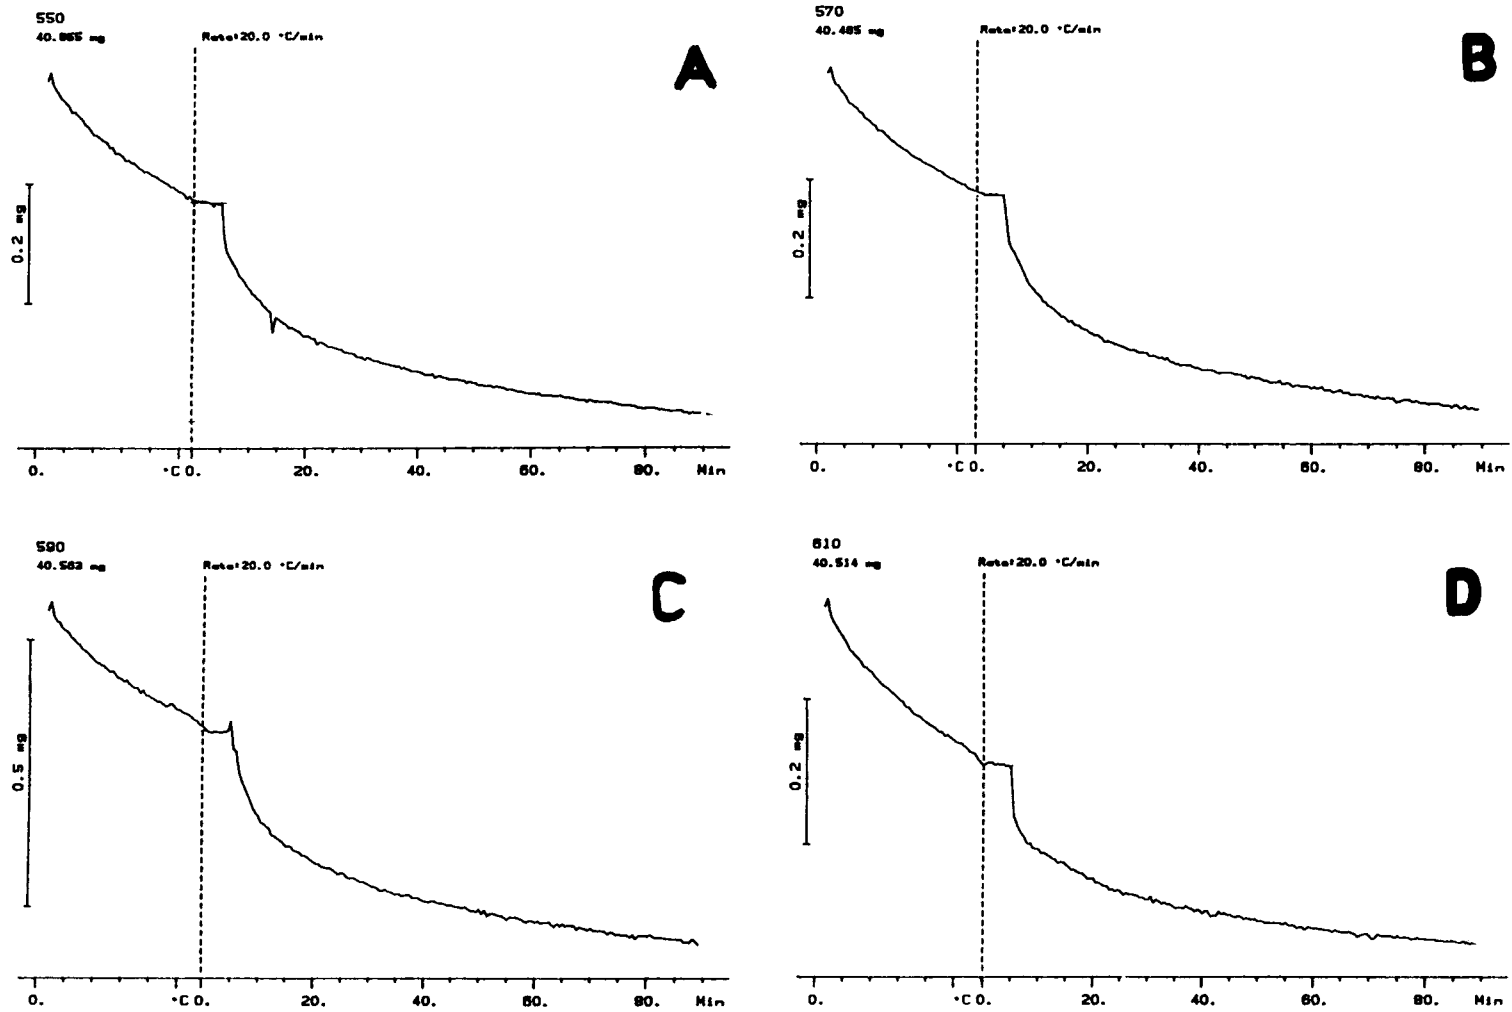 550
40.865 mg
Rate:20.0 °C/min
A
0.2 mg
0. °C 0. 20. 40. 60. 80. Min
570
40.485 mg
Rate:20.0 °C/min
B
0.2 mg
0. °C 0. 20. 40. 60. 80. Min
590
40.563 mg
Rate:20.0 °C/min
C
0.5 mg
0. °C 0. 20. 40. 60. 80. Min
610
40.514 mg
Rate:20.0 °C/min
D
0.2 mg
0. °C 0. 20. 40. 60. 80. Min